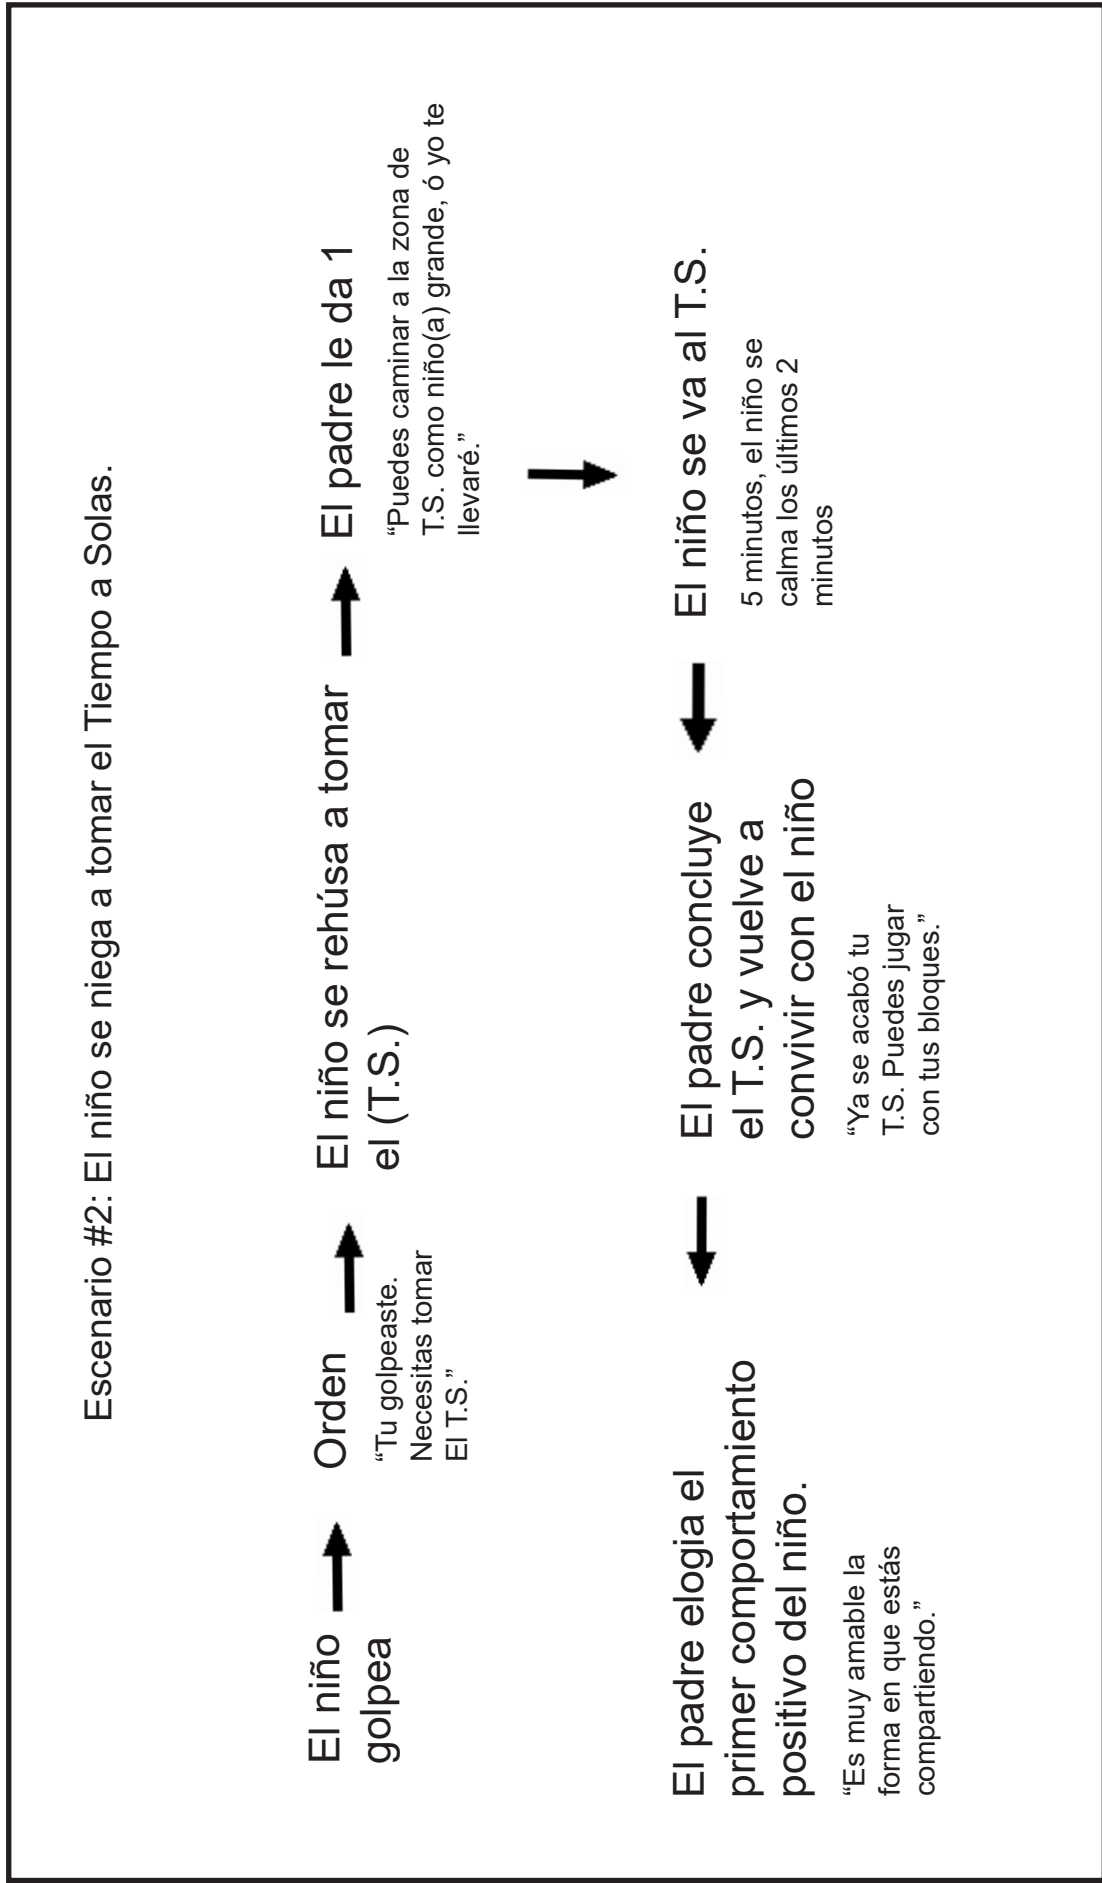 Escenario #2: El niño se niega a tomar el Tiempo a Solas.
El niño
golpea
Orden
“Tu golpeaste.
Necesitas tomar
El T.S.”
El niño se rehúsa a tomar
el (T.S.)
El padre le da 1
“Puedes caminar a la zona de
T.S. como niño(a) grande, ó yo te
llevaré.”
El niño se va al T.S.
5 minutos, el niño se
calma los últimos 2
minutos
El padre concluye
el T.S. y vuelve a
convivir con el niño
“Ya se acabó tu
T.S. Puedes jugar
con tus bloques.”
El padre elogia el
primer comportamiento
positivo del niño.
“Es muy amable la
forma en que estás
compartiendo.”